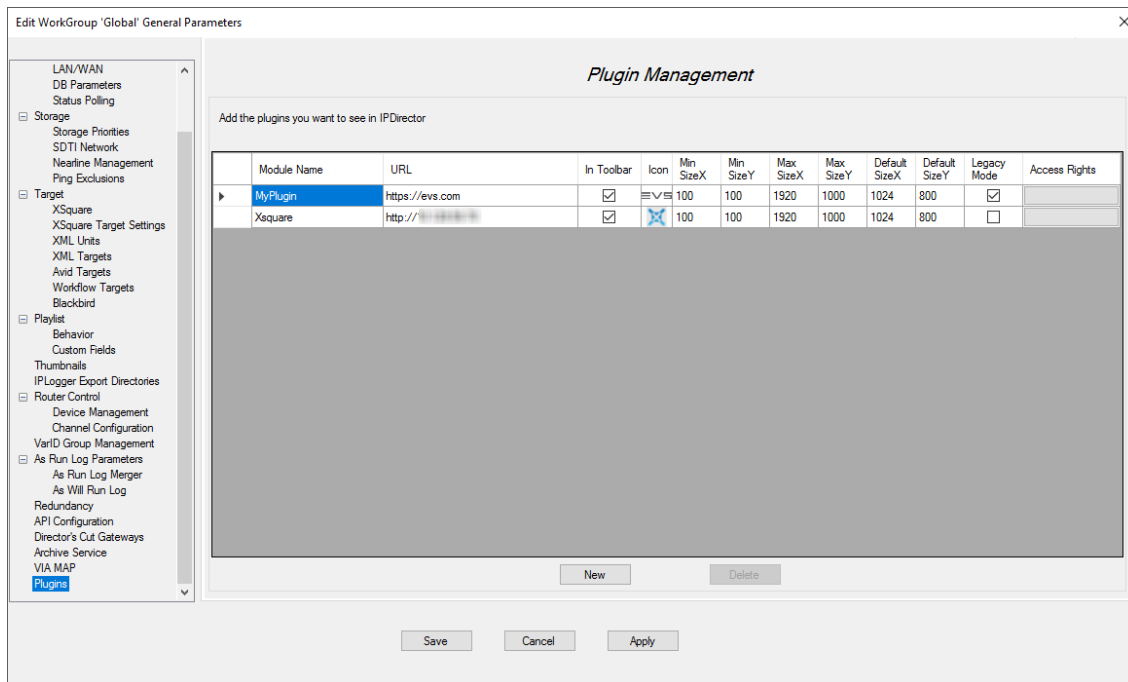 Edit WorkGroup 'Global' General Parameters
LAN/WAN
DB Parameters
Status Polling
Storage
Storage Priorities
SDTI Network
Nearline Management
Ping Exclusions
Target
XSquare
XSquare Target Settings
XML Units
XML Targets
Avid Targets
Workflow Targets
Blackbird
Playlist
Behavior
Custom Fields
Thumbnails
IPLogger Export Directories
Router Control
Device Management
Channel Configuration
VarID Group Management
As Run Log Parameters
As Run Log Merger
As Will Run Log
Redundancy
API Configuration
Director's Cut Gateways
Archive Service
VIA MAP
Plugins
Plugin Management
Add the plugins you want to see in IPDirector
Module Name URL In Toolbar Icon Min SizeX Min SizeY Max SizeX Max SizeY Default SizeX Default SizeY Legacy Mode Access Rights
MyPlugin https://evs.com EVS 100 100 1920 1000 1024 800
Xsquare http:// 100 100 1920 1000 1024 800
New Delete
Save Cancel Apply